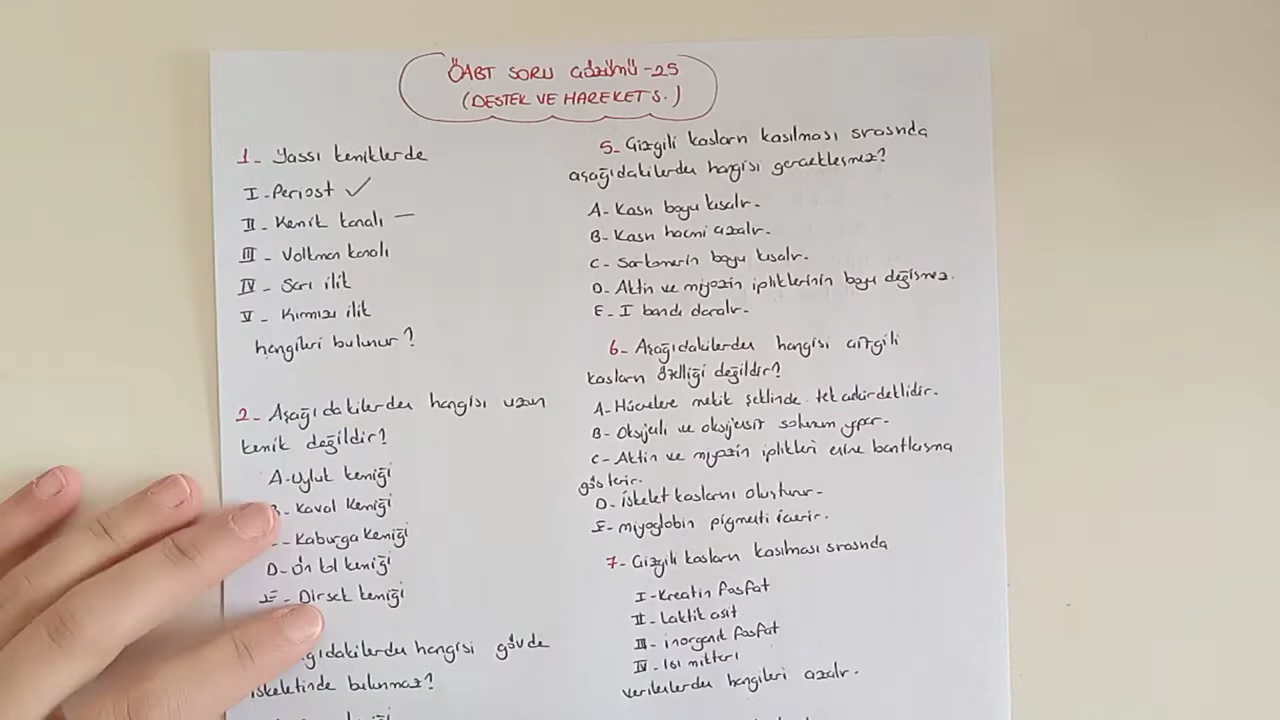 ÖABT SORU ÇÖZÜMÜ -25
(DESTEK VE HAREKET S.)
1- Yassı kemiklerde
I- Periost ✓
II- Kemik kanalı —
III- Volkman kanalı
IV- Sarı ilik
V- Kırmızı ilik
hangileri bulunur?
2- Aşağıdakilerden hangisi uzun
kemik değildir?
A- Uyluk kemiği
Kaval Kemiği
- Kaburga Kemiği
D- Ön kol kemiği
E- Dirsek kemiği
hangisi gövde
iskeletinde bulunmaz?
5- Çizgili kasların kasılması sırasında
aşağıdakilerden hangisi gerçekleşmez?
A- Kasın boyu kısalır.
B- Kasın hacmi azalır.
C- Sarkomerin boyu kısalır.
D- Aktin ve miyozin ipliklerinin boyu değişmez.
E- I bandı daralır.
6- Aşağıdakilerden hangisi çizgili
kasların özelliği değildir?
A- Hücrelere mekik şeklinde tek çekirdeklidir.
B- Oksijenli ve oksijensiz solunum yapar.
C- Aktin ve miyozin iplikleri enine bantlaşma
gösterir.
D- İskelet kaslarını oluşturur.
E- miyoglobin pigmenti içerir.
7- Çizgili kasların kasılması sırasında
I- Kreatin fosfat
II- Laktik asit
III- inorganik fosfat
IV- Isı miktarı
verilenlerden hangileri azalır.